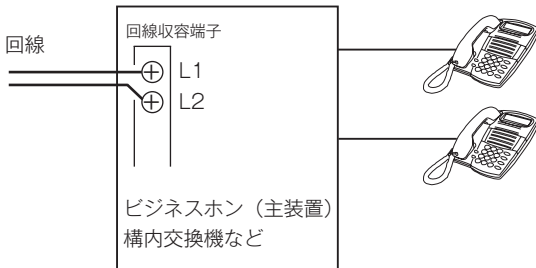 回線収容端子
回線
L1
L2
ビジネスホン（主装置）
構内交換機など